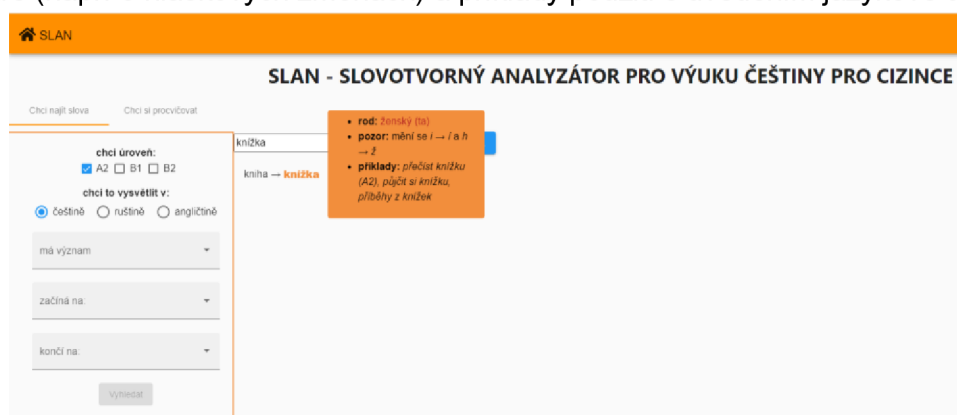 SLAN
SLAN - SLOVOTVORNÝ ANALYZÁTOR PRO VÝUKU ČEŠTINY PRO CIZINCE
Chci najít slova
Chci si procvičovat
chci úroveň:
A2 B1 B2
chci to vysvětlit v:
češtině ruštině angličtině
má význam
začíná na:
končí na:
Vyhledat
knížka
kniha → knížka
• rod: ženský (ta)
• pozor: mění se i → í a h
→ ž
• příklady: přečíst knížku
(A2), půjčit si knížku,
příběhy z knížek